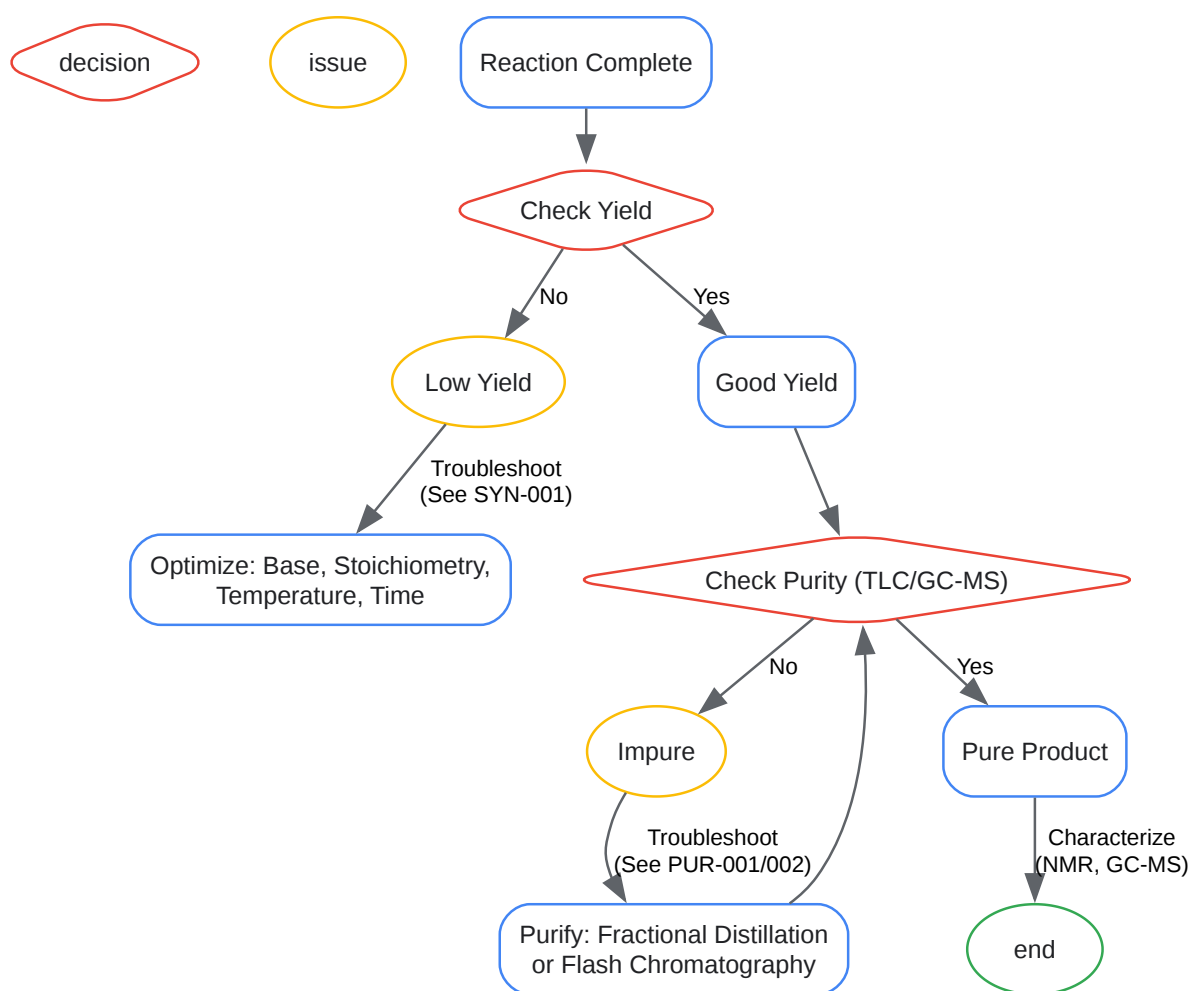 decision
issue
Reaction Complete
Check Yield
No
Yes
Low Yield
Good Yield
Troubleshoot
(See SYN-001)
Optimize: Base, Stoichiometry,
Temperature, Time
Check Purity (TLC/GC-MS)
No
Yes
Impure
Pure Product
Troubleshoot
(See PUR-001/002)
Characterize
(NMR, GC-MS)
Purify: Fractional Distillation
or Flash Chromatography
end